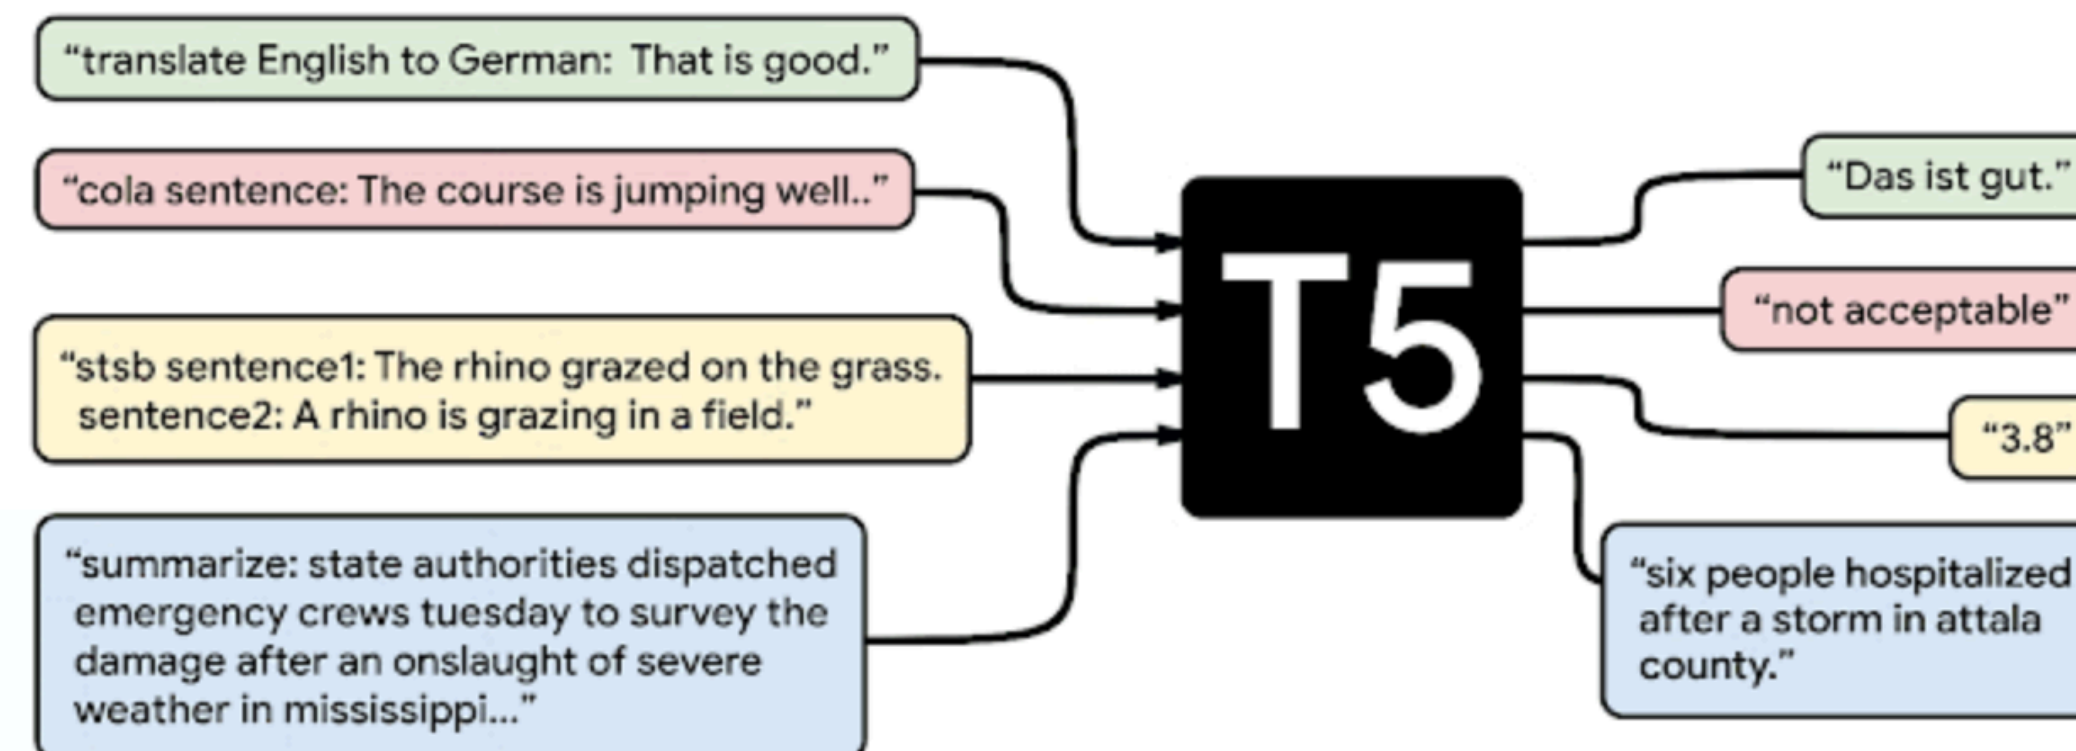 “translate English to German: That is good.”
“cola sentence: The course is jumping well..”
“stsb sentence1: The rhino grazed on the grass.
sentence2: A rhino is grazing in a field.”
“summarize: state authorities dispatched
emergency crews tuesday to survey the
damage after an onslaught of severe
weather in mississippi...”
T5
“Das ist gut.”
“not acceptable”
“3.8”
“six people hospitalized
after a storm in attala
county.”